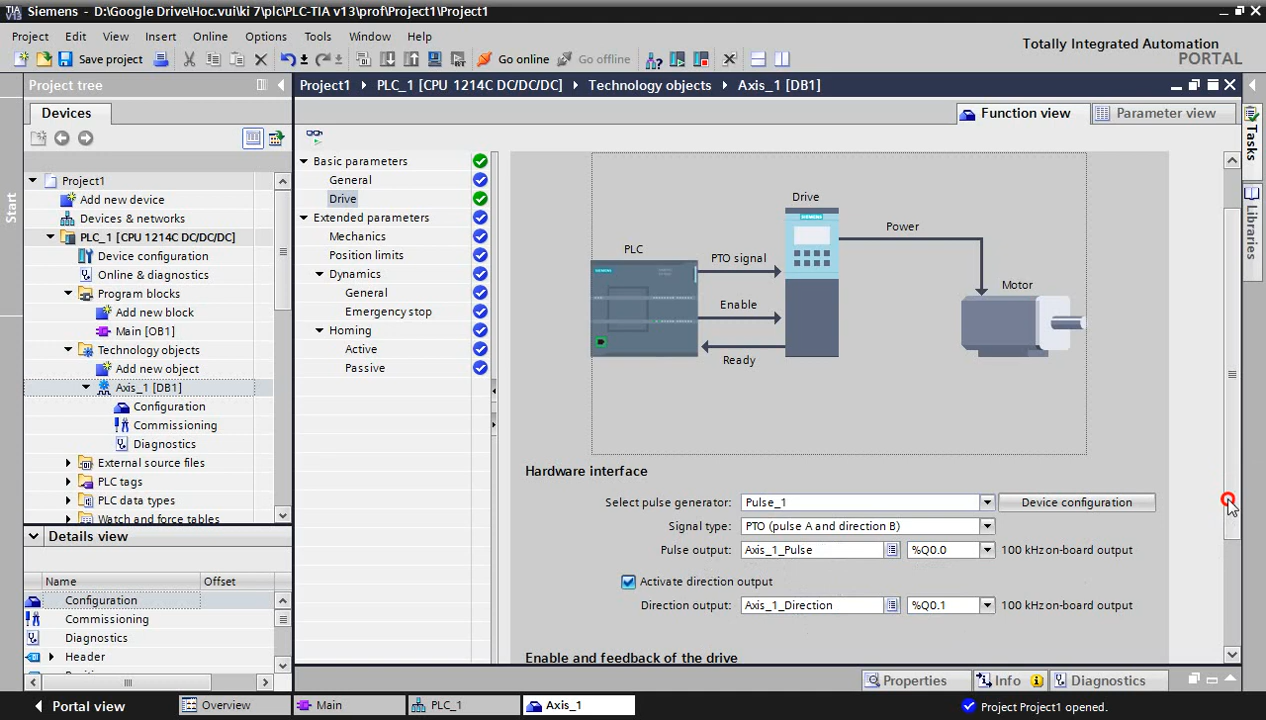 TIA
V13
Siemens - D:\Google Drive\Hoc.vui\ki 7\plc\PLC-TIA v13\prof\Project1\Project1
Project Edit View Insert Online Options Tools Window Help
Save project Go online Go offline
Totally Integrated Automation
PORTAL
Project tree
Project1 PLC_1 [CPU 1214C DC/DC/DC] Technology objects Axis_1 [DB1]
Devices
Function view Parameter view
Start
Tasks
Libraries
Project1
Add new device
Devices & networks
PLC_1 [CPU 1214C DC/DC/DC]
Device configuration
Online & diagnostics
Program blocks
Add new block
Main [OB1]
Technology objects
Add new object
Axis_1 [DB1]
Configuration
Commissioning
Diagnostics
External source files
PLC tags
PLC data types
Watch and force tables
Basic parameters
General
Drive
Extended parameters
Mechanics
Position limits
Dynamics
General
Emergency stop
Homing
Active
Passive
Drive
SIEMENS
Power
PLC
PTO signal
Motor
Enable
Ready
Hardware interface
Select pulse generator: Pulse_1 Device configuration
Signal type: PTO (pulse A and direction B)
Pulse output: Axis_1_Pulse %Q0.0 100 kHz on-board output
Activate direction output
Direction output: Axis_1_Direction %Q0.1 100 kHz on-board output
Enable and feedback of the drive
Details view
Name Offset
Configuration
Commissioning
Diagnostics
Header
Properties Info Diagnostics
Portal view Overview Main PLC_1 Axis_1 Project Project1 opened.